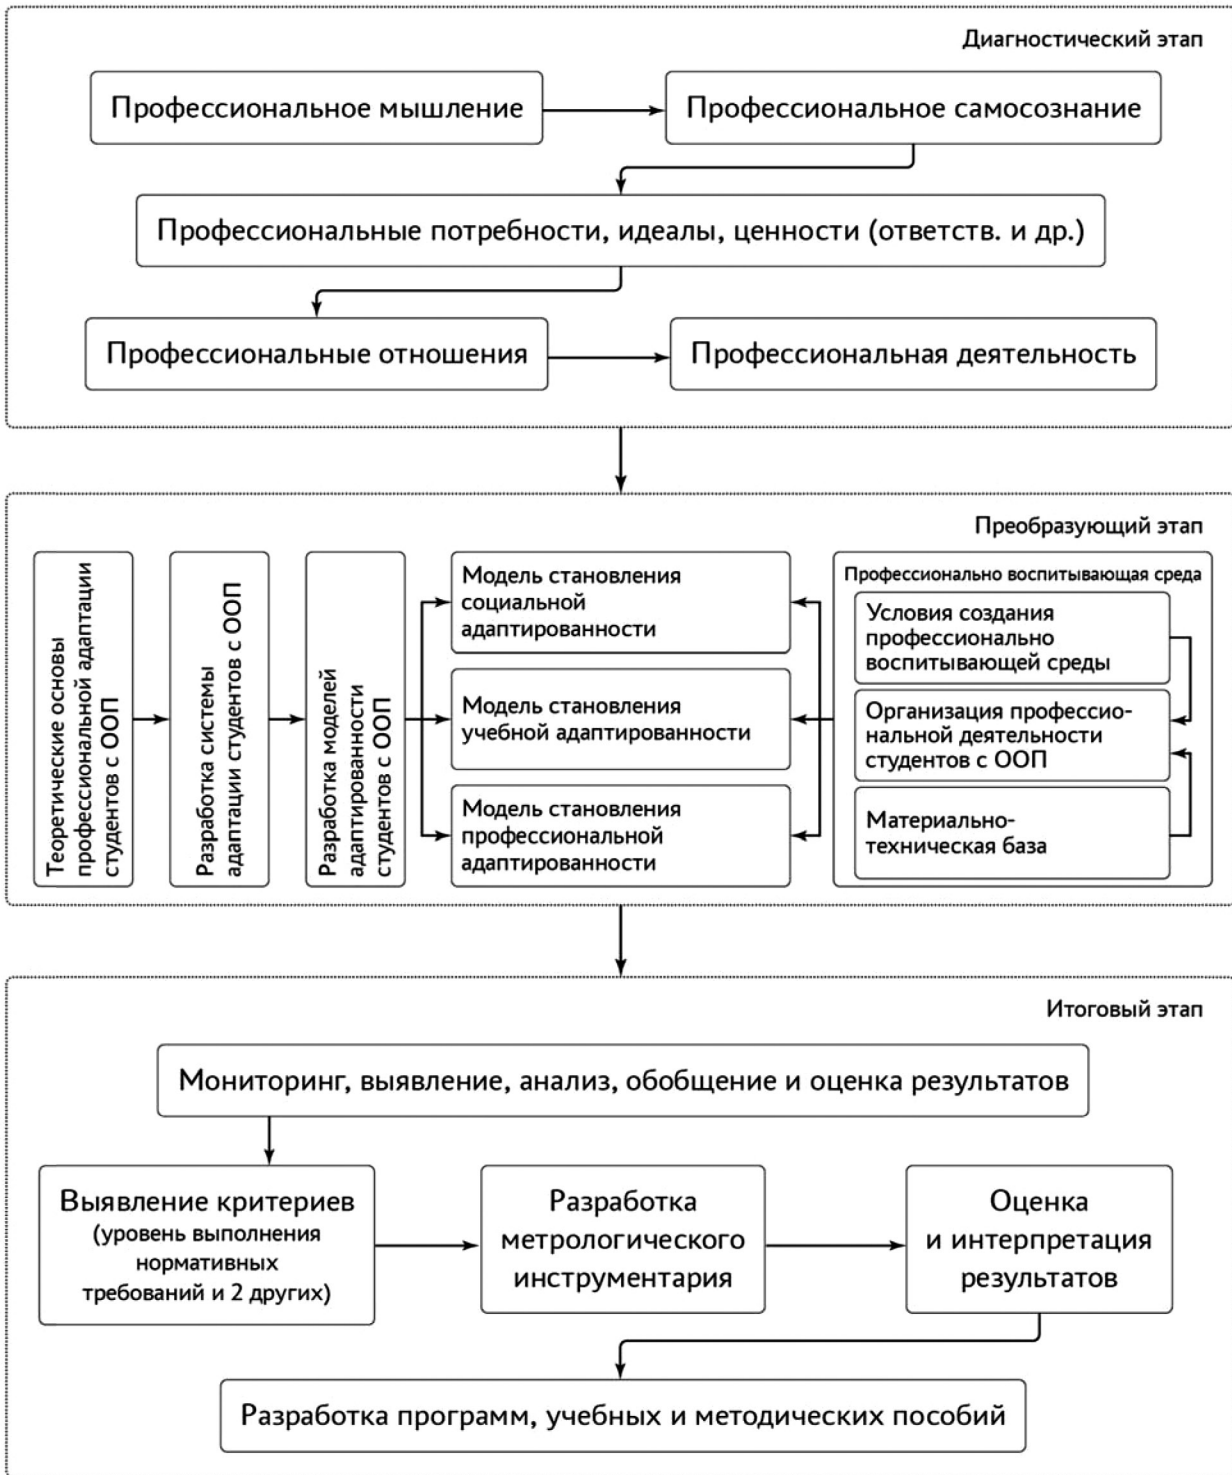 Диагностический этап
Профессиональное мышление
Профессиональное самосознание
Профессиональные потребности, идеалы, ценности (ответств. и др.)
Профессиональные отношения
Профессиональная деятельность
Преобразующий этап
Теоретические основы
профессиональной адаптации
студентов с ООП
Разработка системы
адаптации студентов с ООП
Разработка моделей
адаптированности
студентов с ООП
Модель становления
социальной
адаптированности
Модель становления
учебной адаптированности
Модель становления
профессиональной
адаптированности
Профессионально воспитывающая среда
Условия создания
профессионально
воспитывающей среды
Организация профессио-
нальной деятельности
студентов с ООП
Материально-
техническая база
Итоговый этап
Мониторинг, выявление, анализ, обобщение и оценка результатов
Выявление критериев
(уровень выполнения
нормативных
требований и 2 других)
Разработка
метрологического
инструментария
Оценка
и интерпретация
результатов
Разработка программ, учебных и методических пособий